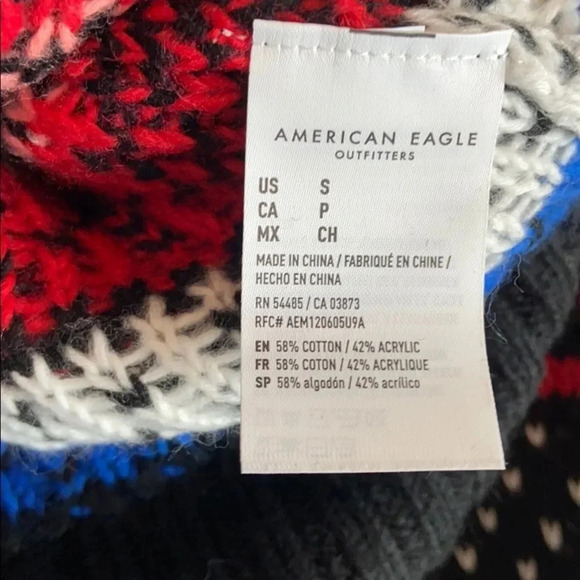 AMERICAN EAGLE
OUTFITTERS
US S
CA P
MX CH
MADE IN CHINA / FABRIQUÉ EN CHINE /
HECHO EN CHINA
RN 54485 / CA 03873
RFC# AEM120605U9A
EN 58% COTTON / 42% ACRYLIC
FR 58% COTON / 42% ACRYLIQUE
SP 58% algodón / 42% acrílico